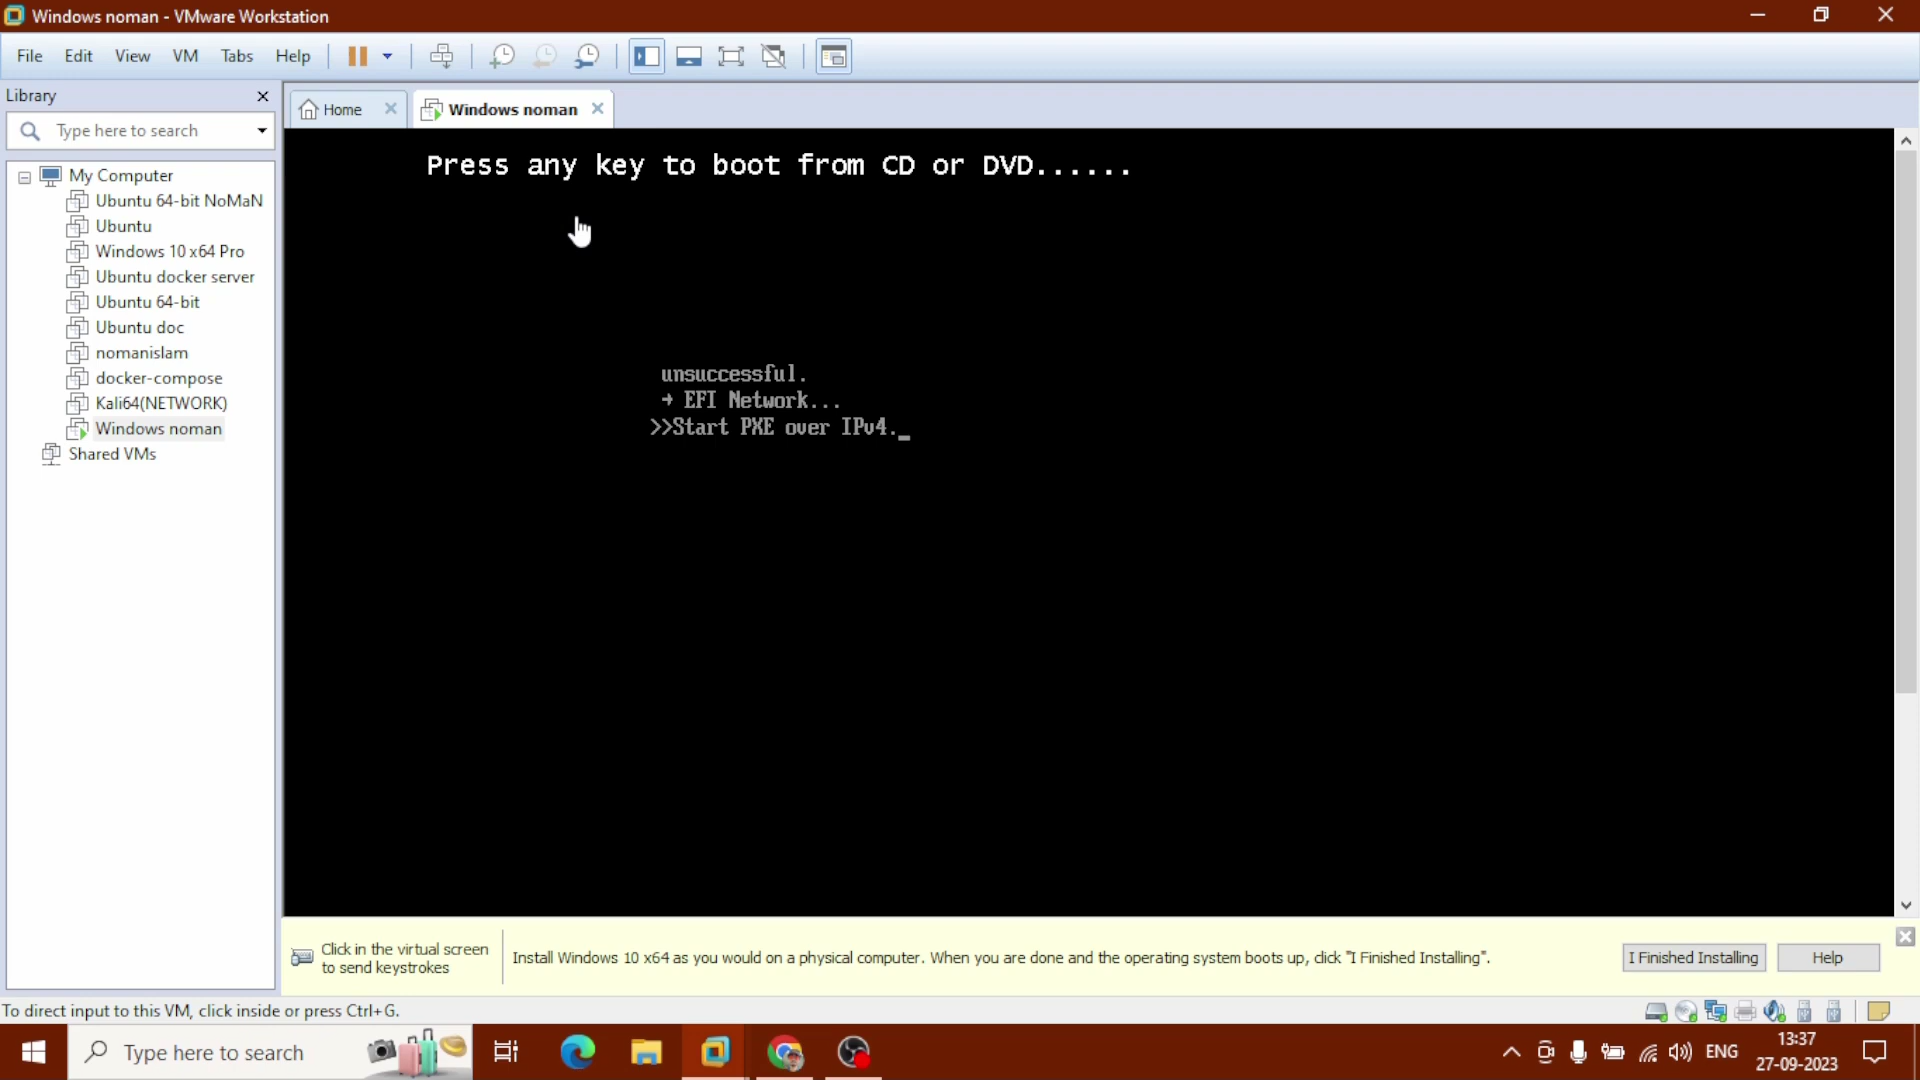 Windows noman - VMware Workstation
File Edit View VM Tabs Help
Library
Type here to search
My Computer
Ubuntu 64-bit NoMaN
Ubuntu
Windows 10 x64 Pro
Ubuntu docker server
Ubuntu 64-bit
Ubuntu doc
nomanislam
docker-compose
Kali64(NETWORK)
Windows noman
Shared VMs
Home
Windows noman
Press any key to boot from CD or DVD......
unsuccessful.
→ EFI Network...
>>Start PXE over IPv4._
Click in the virtual screen
to send keystrokes
Install Windows 10 x64 as you would on a physical computer. When you are done and the operating system boots up, click "I Finished Installing".
I Finished Installing
Help
To direct input to this VM, click inside or press Ctrl+G.
Type here to search
ENG
13:37
27-09-2023